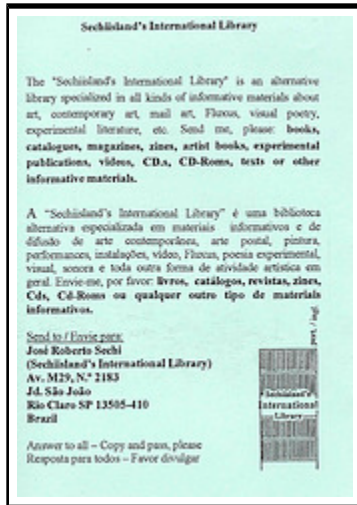 Sechiisland's International Library
The "Sechiisland's International Library" is an alternative
library specialized in all kinds of informative materials about
art, contemporary art, mail art, Fluxus, visual poetry,
experimental literature, etc. Send me, please: books,
catalogues, magazines, zines, artist books, experimental
publications, videos, CD.s, CD-Roms, texts or other
informative materials.
A "Sechiisland's International Library" é uma biblioteca
alternativa especializada em materiais informativos e de
difusão de arte contemporânea, arte postal, pintura,
performances, instalações, vídeo, Fluxus, poesia experimental,
visual, sonora e toda outra forma de atividade artística em
geral. Envie-me, por favor: livros, catálogos, revistas, zines,
Cds, Cd-Roms ou qualquer outro tipo de materiais
informativos.
port. / ingl.
Send to / Envie para:
José Roberto Sechi
(Sechiisland's International Library)
Av. M29, N.º 2183
Jd. São João
Rio Claro SP 13505-410
Brazil
Sechiisland's
International
Library
Answer to all – Copy and pass, please
Resposta para todos – Favor divulgar